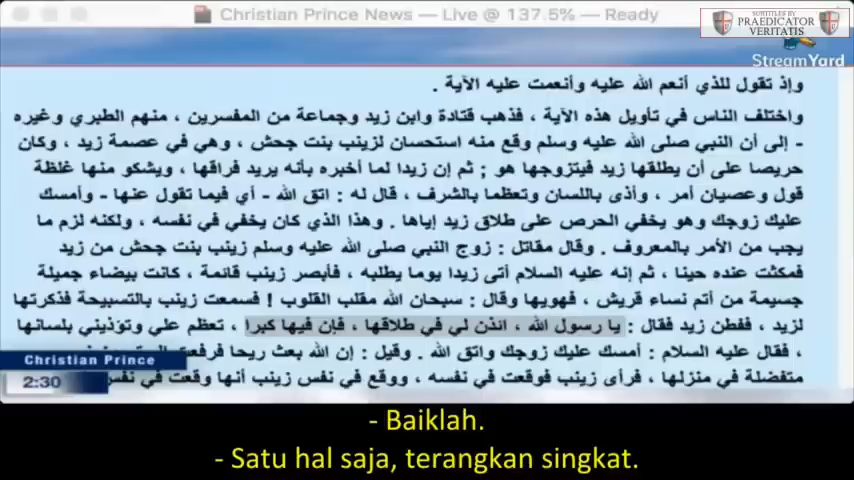 Christian Prince News — Live @ 137.5% — Ready
SUBTITLES BY
PRAEDICATOR
VERITATIS
StreamYard
وإذ تقول للذي أنعم الله عليه وأنعمت عليه الآية .
واختلف الناس في تأويل هذه الآية ، فذهب قتادة وابن زيد وجماعة من المفسرين ، منهم الطبري وغيره
- إلى أن النبي صلى الله عليه وسلم وقع منه استحسان لزينب بنت جحش ، وهي في عصمة زيد ، وكان
حريصا على أن يطلقها زيد فيتزوجها هو ; ثم إن زيدا لما أخبره بأنه يريد فراقها ، ويشكو منها غلظة
قول وعصيان أمر ، وأذى باللسان وتعظما بالشرف ، قال له : اتق الله - أي فيما تقول عنها - وأمسك
عليك زوجك وهو يخفي الحرص على طلاق زيد إياها . وهذا الذي كان يخفي في نفسه ، ولكنه لزم ما
يجب من الأمر بالمعروف . وقال مقاتل : زوج النبي صلى الله عليه وسلم زينب بنت جحش من زيد
فمكثت عنده حينا ، ثم إنه عليه السلام أتى زيدا يوما يطلبه ، فأبصر زينب قائمة ، كانت بيضاء جميلة
جسيمة من أتم نساء قريش ، فهويها وقال : سبحان الله مقلب القلوب ! فسمعت زينب بالتسبيحة فذكرتها
لزيد ، ففطن زيد فقال : يا رسول الله ، ائذن لي في طلاقها ، فإن فيها كبرا ، تعظم علي وتؤذيني بلسانها
، فقال عليه السلام : أمسك عليك زوجك واتق الله . وقيل : إن الله بعث ريحا فرفعت
متفضلة في منزلها ، فرأى زينب فوقعت في نفسه ، ووقع في نفس زينب أنها وقعت في
Christian Prince
2:30
- Baiklah.
- Satu hal saja, terangkan singkat.